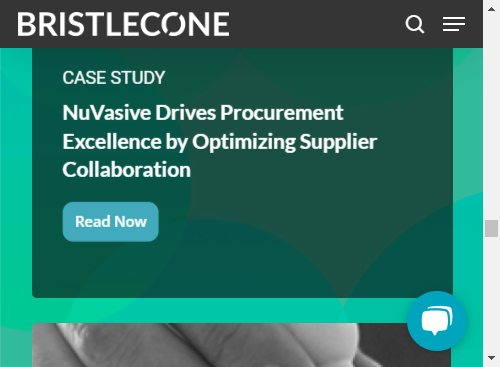 BRISTLECONE
CASE STUDY
NuVasive Drives Procurement
Excellence by Optimizing Supplier
Collaboration
Read Now